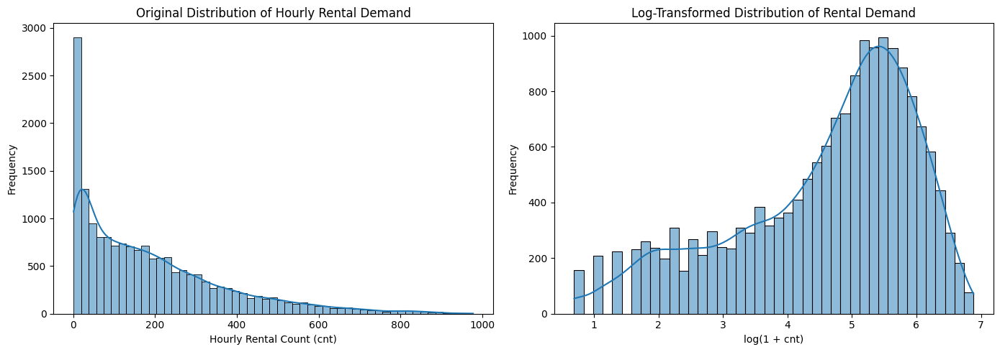 Original Distribution of Hourly Rental Demand
3000
2500
2000
1500
1000
500
0
Frequency
0 200 400 600 800 1000
Hourly Rental Count (cnt)
Log-Transformed Distribution of Rental Demand
1000
800
600
400
200
0
Frequency
1 2 3 4 5 6 7
log(1 + cnt)